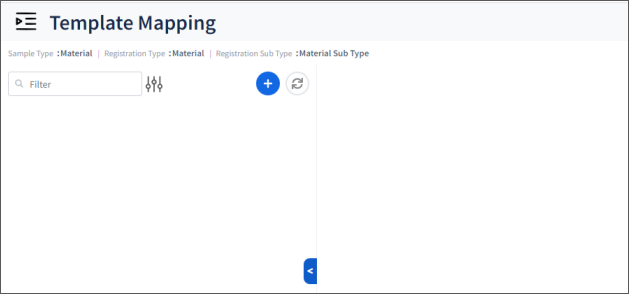 Template Mapping
Sample Type :Material | Registration Type :Material | Registration Sub Type :Material Sub Type
Filter